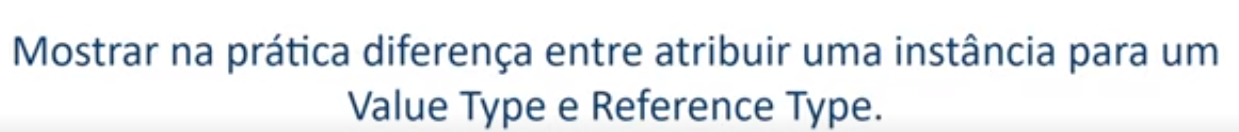 Mostrar na prática diferença entre atribuir uma instância para um
Value Type e Reference Type.